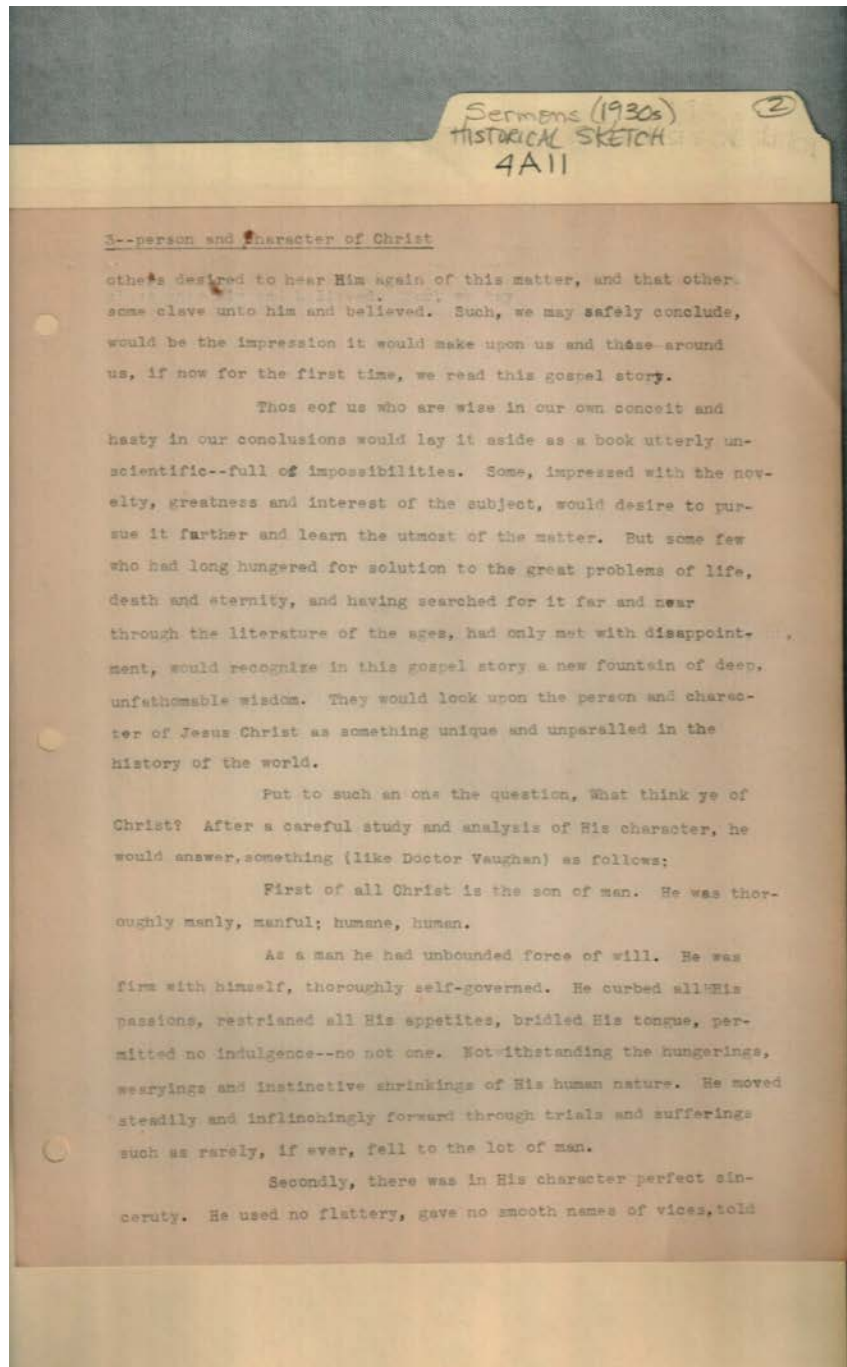 Sermons (1930s) 2
HISTORICAL SKETCH
4A11
3--person and character of Christ
others desired to hear Him again of this matter, and that other
some clave unto him and believed. Such, we may safely conclude,
would be the impression it would make upon us and those around
us, if now for the first time, we read this gospel story.
Thos eof us who are wise in our own conceit and
hasty in our conclusions would lay it aside as a book utterly un-
scientific--full of impossibilities. Some, impressed with the nov-
elty, greatness and interest of the subject, would desire to pur-
sue it farther and learn the utmost of the matter. But some few
who had long hungered for solution to the great problems of life,
death and eternity, and having searched for it far and near
through the literature of the ages, had only met with disappoint-
ment, would recognize in this gospel story a new fountain of deep,
unfathomable wisdom. They would look upon the person and charac-
ter of Jesus Christ as something unique and unparalled in the
history of the world.
Put to such an one the question, What think ye of
Christ? After a careful study and analysis of His character, he
would answer,something (like Doctor Vaughan) as follows;
First of all Christ is the son of man. He was thor-
oughly manly, manful; humane, human.
As a man he had unbounded force of will. He was
firm with himself, thoroughly self-governed. He curbed all His
passions, restrianed all His appetites, bridled His tongue, per-
mitted no indulgence--no not one. Notwithstanding the hungerings,
wearyings and instinctive shrinkings of His human nature. He moved
steadily and inflinchingly forward through trials and sufferings
such as rarely, if ever, fell to the lot of man.
Secondly, there was in His character perfect sin-
ceruty. He used no flattery, gave no smooth names of vices,told